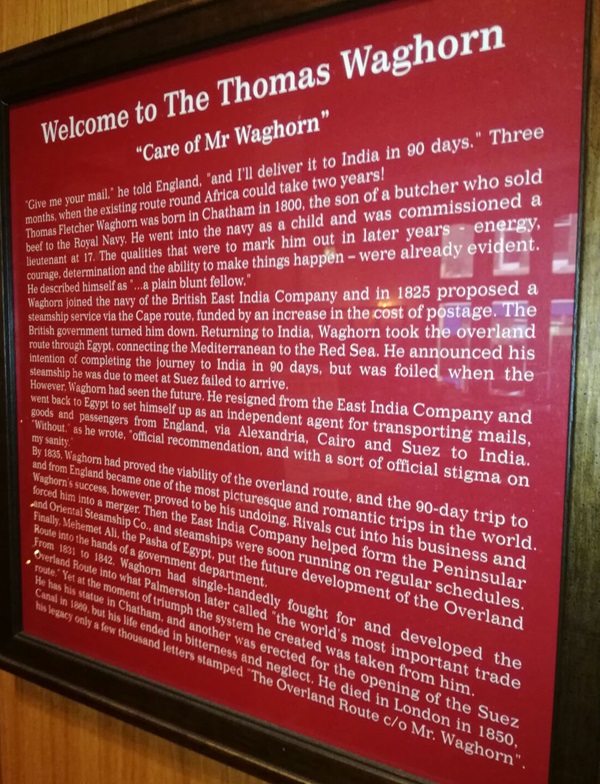 Welcome to The Thomas Waghorn
"Care of Mr Waghorn"
"Give me your mail," he told England, "and I'll deliver it to India in 90 days." Three
months, when the existing route round Africa could take two years!
Thomas Fletcher Waghorn was born in Chatham in 1800, the son of a butcher who sold
beef to the Royal Navy. He went into the navy as a child and was commissioned a
lieutenant at 17. The qualities that were to mark him out in later years – energy,
courage, determination and the ability to make things happen – were already evident.
He described himself as "...a plain blunt fellow."
Waghorn joined the navy of the British East India Company and in 1825 proposed a
steamship service via the Cape route, funded by an increase in the cost of postage. The
British government turned him down. Returning to India, Waghorn took the overland
route through Egypt, connecting the Mediterranean to the Red Sea. He announced his
intention of completing the journey to India in 90 days, but was foiled when the
steamship he was due to meet at Suez failed to arrive.
However, Waghorn had seen the future. He resigned from the East India Company and
went back to Egypt to set himself up as an independent agent for transporting mails,
goods and passengers from England, via Alexandria, Cairo and Suez to India.
"Without," as he wrote, "official recommendation, and with a sort of official stigma on
my sanity."
By 1835, Waghorn had proved the viability of the overland route, and the 90-day trip to
and from England became one of the most picturesque and romantic trips in the world.
Waghorn's success, however, proved to be his undoing. Rivals cut into his business and
forced him into a merger. Then the East India Company helped form the Peninsular
and Oriental Steamship Co., and steamships were soon running on regular schedules.
Finally, Mehemet Ali, the Pasha of Egypt, put the future development of the Overland
Route into the hands of a government department.
From 1831 to 1842, Waghorn had single-handedly fought for and developed the
Overland Route into what Palmerston later called "the world's most important trade
route." Yet at the moment of triumph the system he created was taken from him.
He has his statue in Chatham, and another was erected for the opening of the Suez
Canal in 1869, but his life ended in bitterness and neglect. He died in London in 1850,
his legacy only a few thousand letters stamped "The Overland Route c/o Mr. Waghorn".